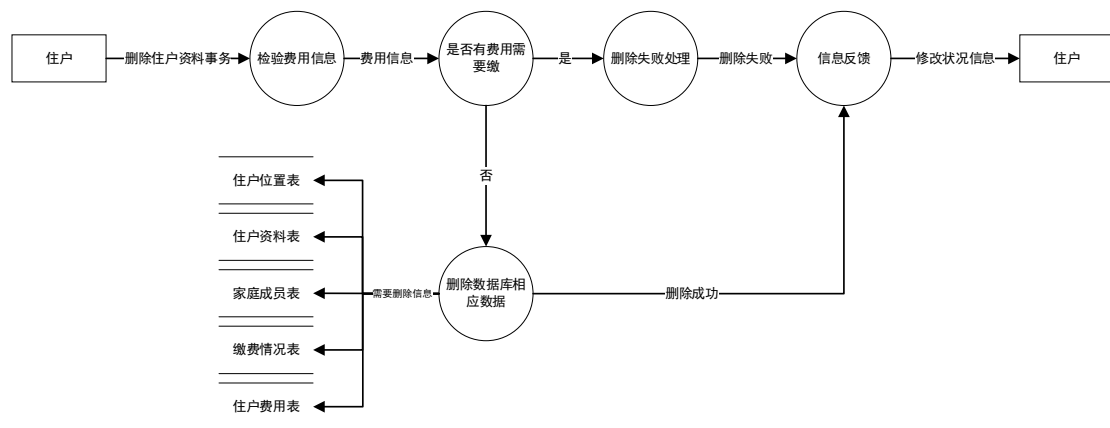 住户
删除住户资料事务
检验费用信息
费用信息
是否有费用需
要缴
是
删除失败处理
删除失败
信息反馈
修改状况信息
住户
否
住户位置表
住户资料表
家庭成员表
缴费情况表
住户费用表
需要删除信息
删除数据库相
应数据
删除成功